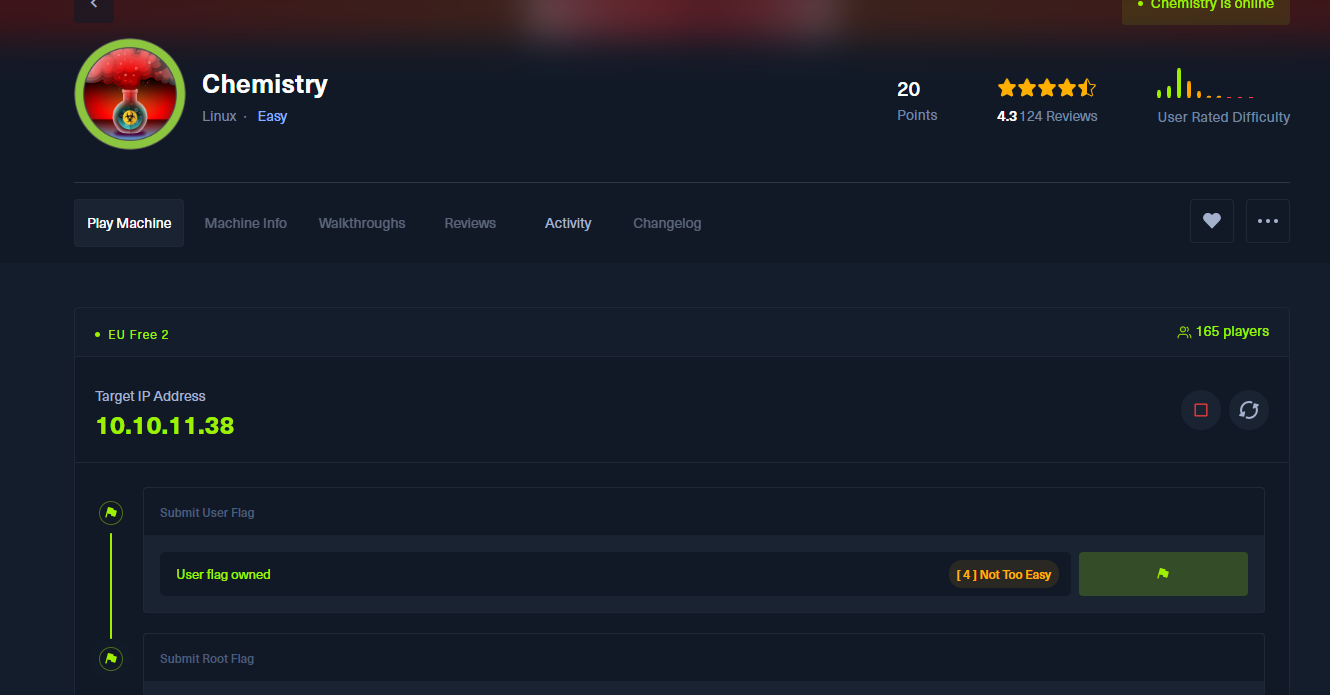 Chemistry is online
Chemistry
Linux · Easy
20
Points
4.3 124 Reviews
User Rated Difficulty
Play Machine
Machine Info
Walkthroughs
Reviews
Activity
Changelog
EU Free 2
165 players
Target IP Address
10.10.11.38
Submit User Flag
User flag owned
[ 4 ] Not Too Easy
Submit Root Flag